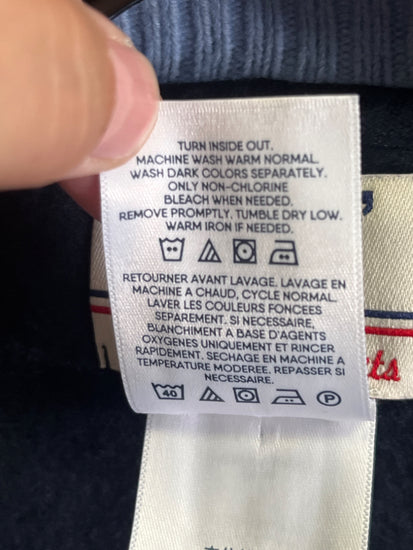 TURN INSIDE OUT.
MACHINE WASH WARM NORMAL.
WASH DARK COLORS SEPARATELY.
ONLY NON-CHLORINE
BLEACH WHEN NEEDED.
REMOVE PROMPTLY. TUMBLE DRY LOW.
WARM IRON IF NEEDED.
RETOURNER AVANT LAVAGE. LAVAGE EN
MACHINE A CHAUD, CYCLE NORMAL.
LAVER LES COULEURS FONCEES
SEPAREMENT. SI NECESSAIRE,
BLANCHIMENT A BASE D'AGENTS
OXYGENES UNIQUEMENT ET RINCER
RAPIDEMENT. SECHAGE EN MACHINE A
TEMPERATURE MODEREE. REPASSER SI
NECESSAIRE.
40 P
ts